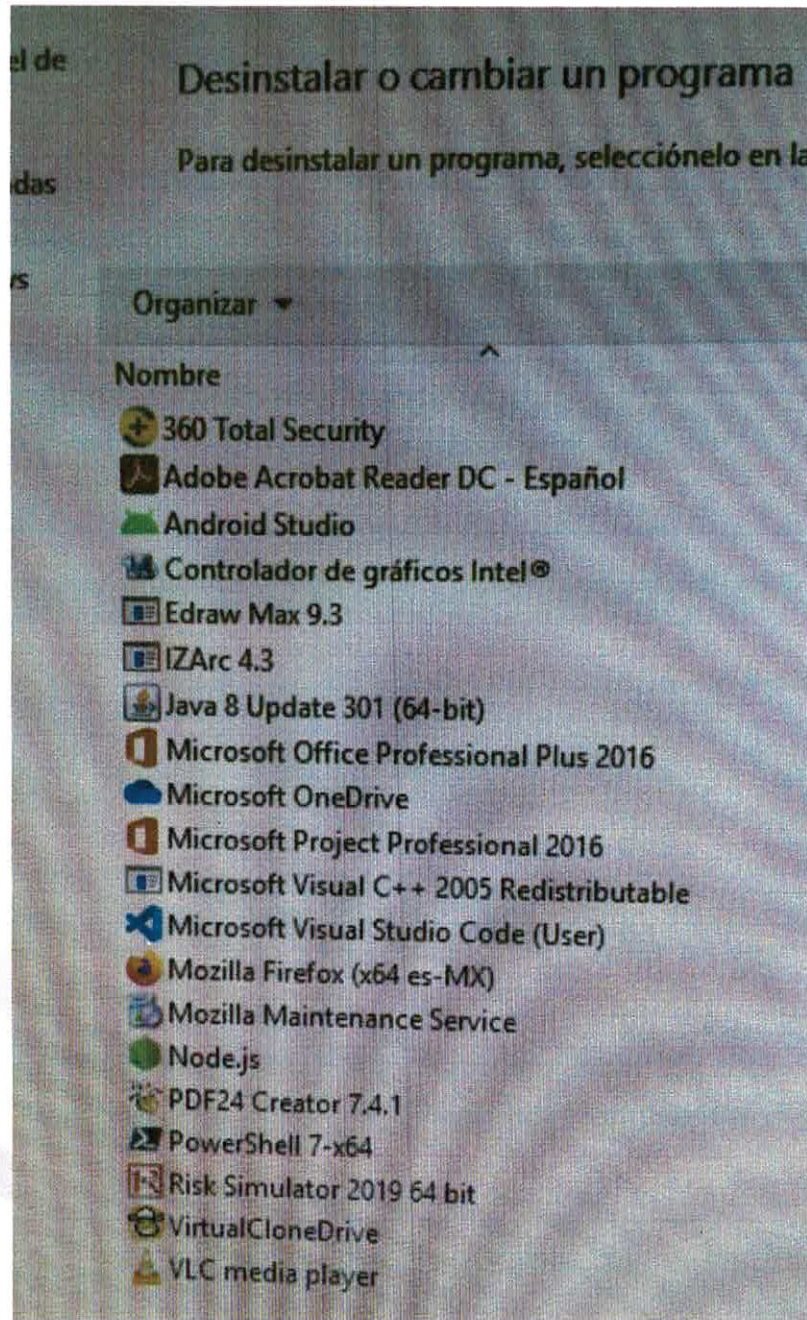 el de
Desinstalar o cambiar un programa
Para desinstalar un programa, selecciónelo en la
das
s
Organizar
Nombre
360 Total Security
Adobe Acrobat Reader DC - Español
Android Studio
Controlador de gráficos Intel®
Edraw Max 9.3
IZArc 4.3
Java 8 Update 301 (64-bit)
Microsoft Office Professional Plus 2016
Microsoft OneDrive
Microsoft Project Professional 2016
Microsoft Visual C++ 2005 Redistributable
Microsoft Visual Studio Code (User)
Mozilla Firefox (x64 es-MX)
Mozilla Maintenance Service
Node.js
PDF24 Creator 7.4.1
PowerShell 7-x64
Risk Simulator 2019 64 bit
VirtualCloneDrive
VLC media player